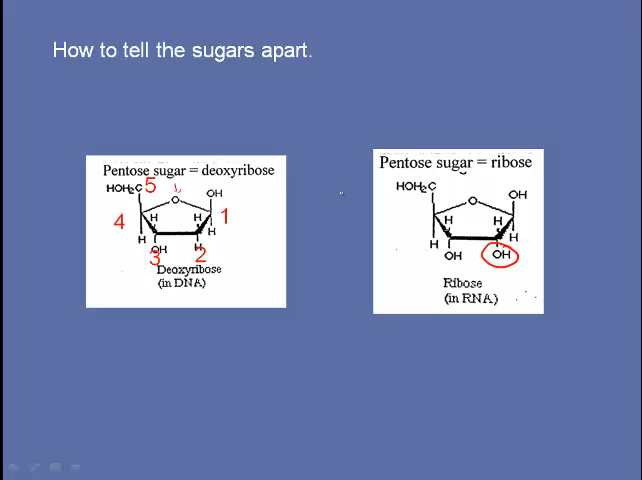 How to tell the sugars apart.
Pentose sugar = deoxyribose
HOH₂C 5 O OH
4 H H 1
H H
OH H
3 2
Deoxyribose
(in DNA)
Pentose sugar = ribose
HOH₂C O OH
H H
H H
OH OH
Ribose
(in RNA)